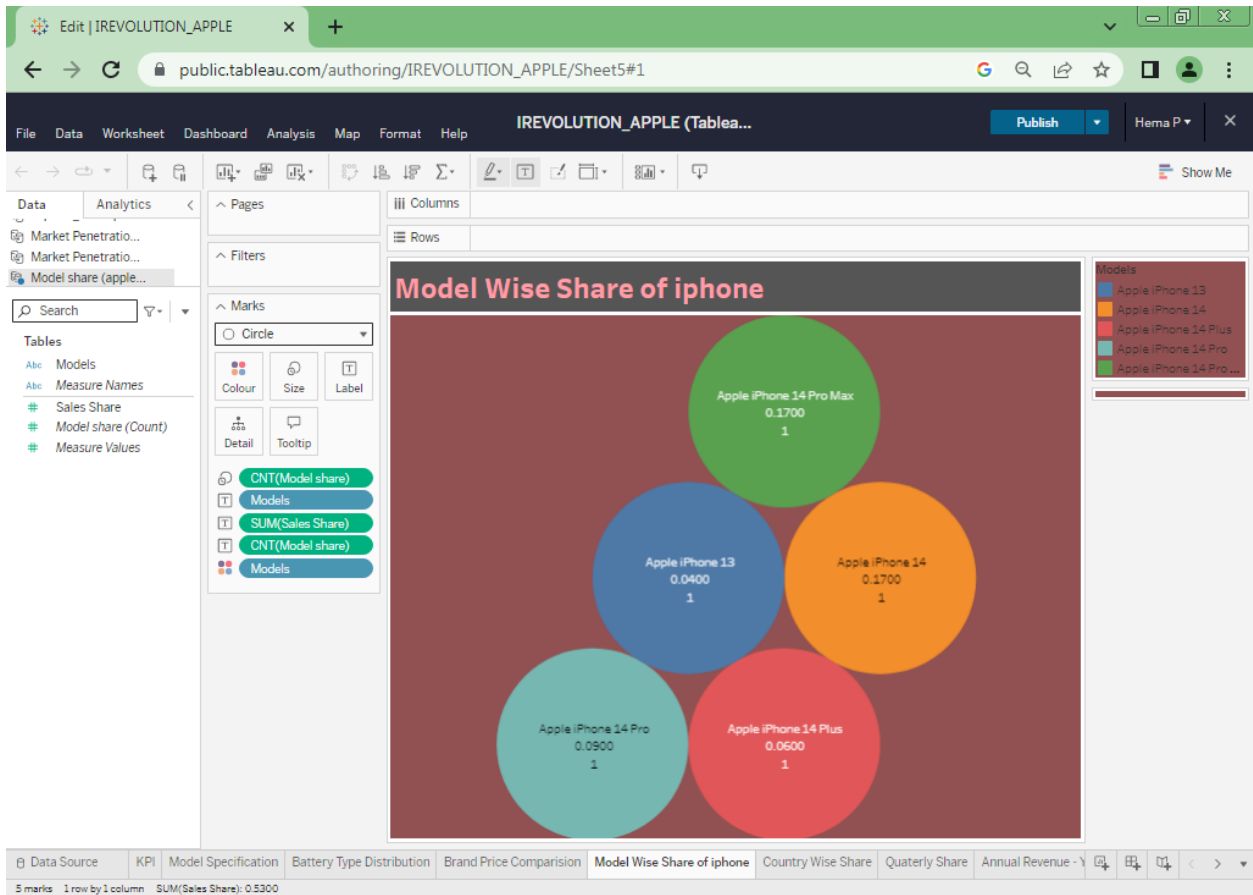 Edit | IREVOLUTION_APPLE
public.tableau.com/authoring/IREVOLUTION_APPLE/Sheet5#1
IREVOLUTION_APPLE (Tablea...
Publish
Hema P
File Data Worksheet Dashboard Analysis Map Format Help
Show Me
Data Analytics
Market Penetratio...
Market Penetratio...
Model share (apple...
Search
Tables
Abc Models
Abc Measure Names
# Sales Share
# Model share (Count)
# Measure Values
Pages
Filters
Marks
Circle
Colour Size Label
Detail Tooltip
CNT(Model share)
Models
SUM(Sales Share)
CNT(Model share)
Models
Columns
Rows
Model Wise Share of iphone
Apple iPhone 14 Pro Max
0.1700
1
Apple iPhone 13
0.0400
1
Apple iPhone 14
0.1700
1
Apple iPhone 14 Pro
0.0900
1
Apple iPhone 14 Plus
0.0600
1
Models
Apple iPhone 13
Apple iPhone 14
Apple iPhone 14 Plus
Apple iPhone 14 Pro
Apple iPhone 14 Pro ...
Data Source KPI Model Specification Battery Type Distribution Brand Price Comparision Model Wise Share of iphone Country Wise Share Quaterly Share Annual Revenue -
5 marks 1 row by 1 column SUM(Sales Share): 0.5300